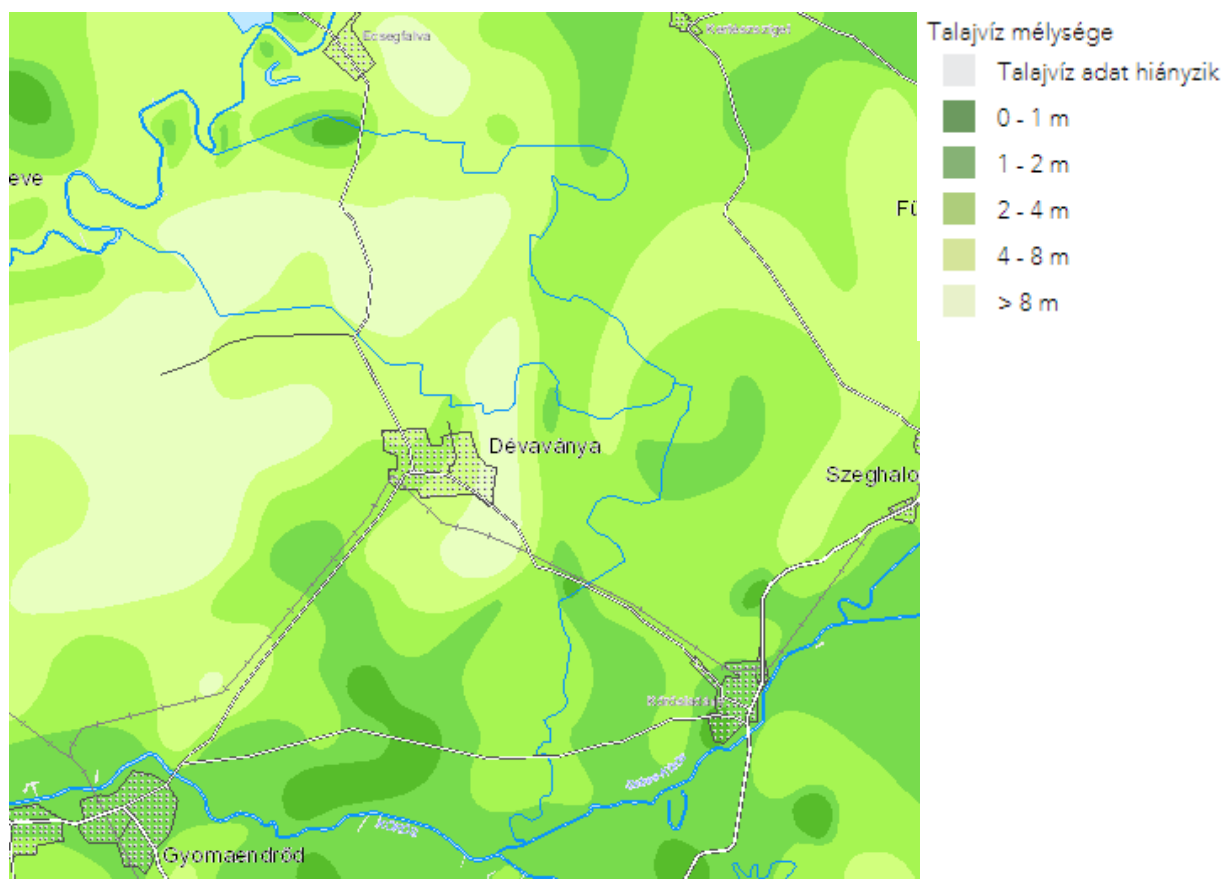 Ecsegfalva
Kertészsziget
eve
Fü
Dévaványa
Szeghalo
Körösladány
Gyomaendrőd
Talajvíz mélysége
Talajvíz adat hiányzik
0 - 1 m
1 - 2 m
2 - 4 m
4 - 8 m
> 8 m